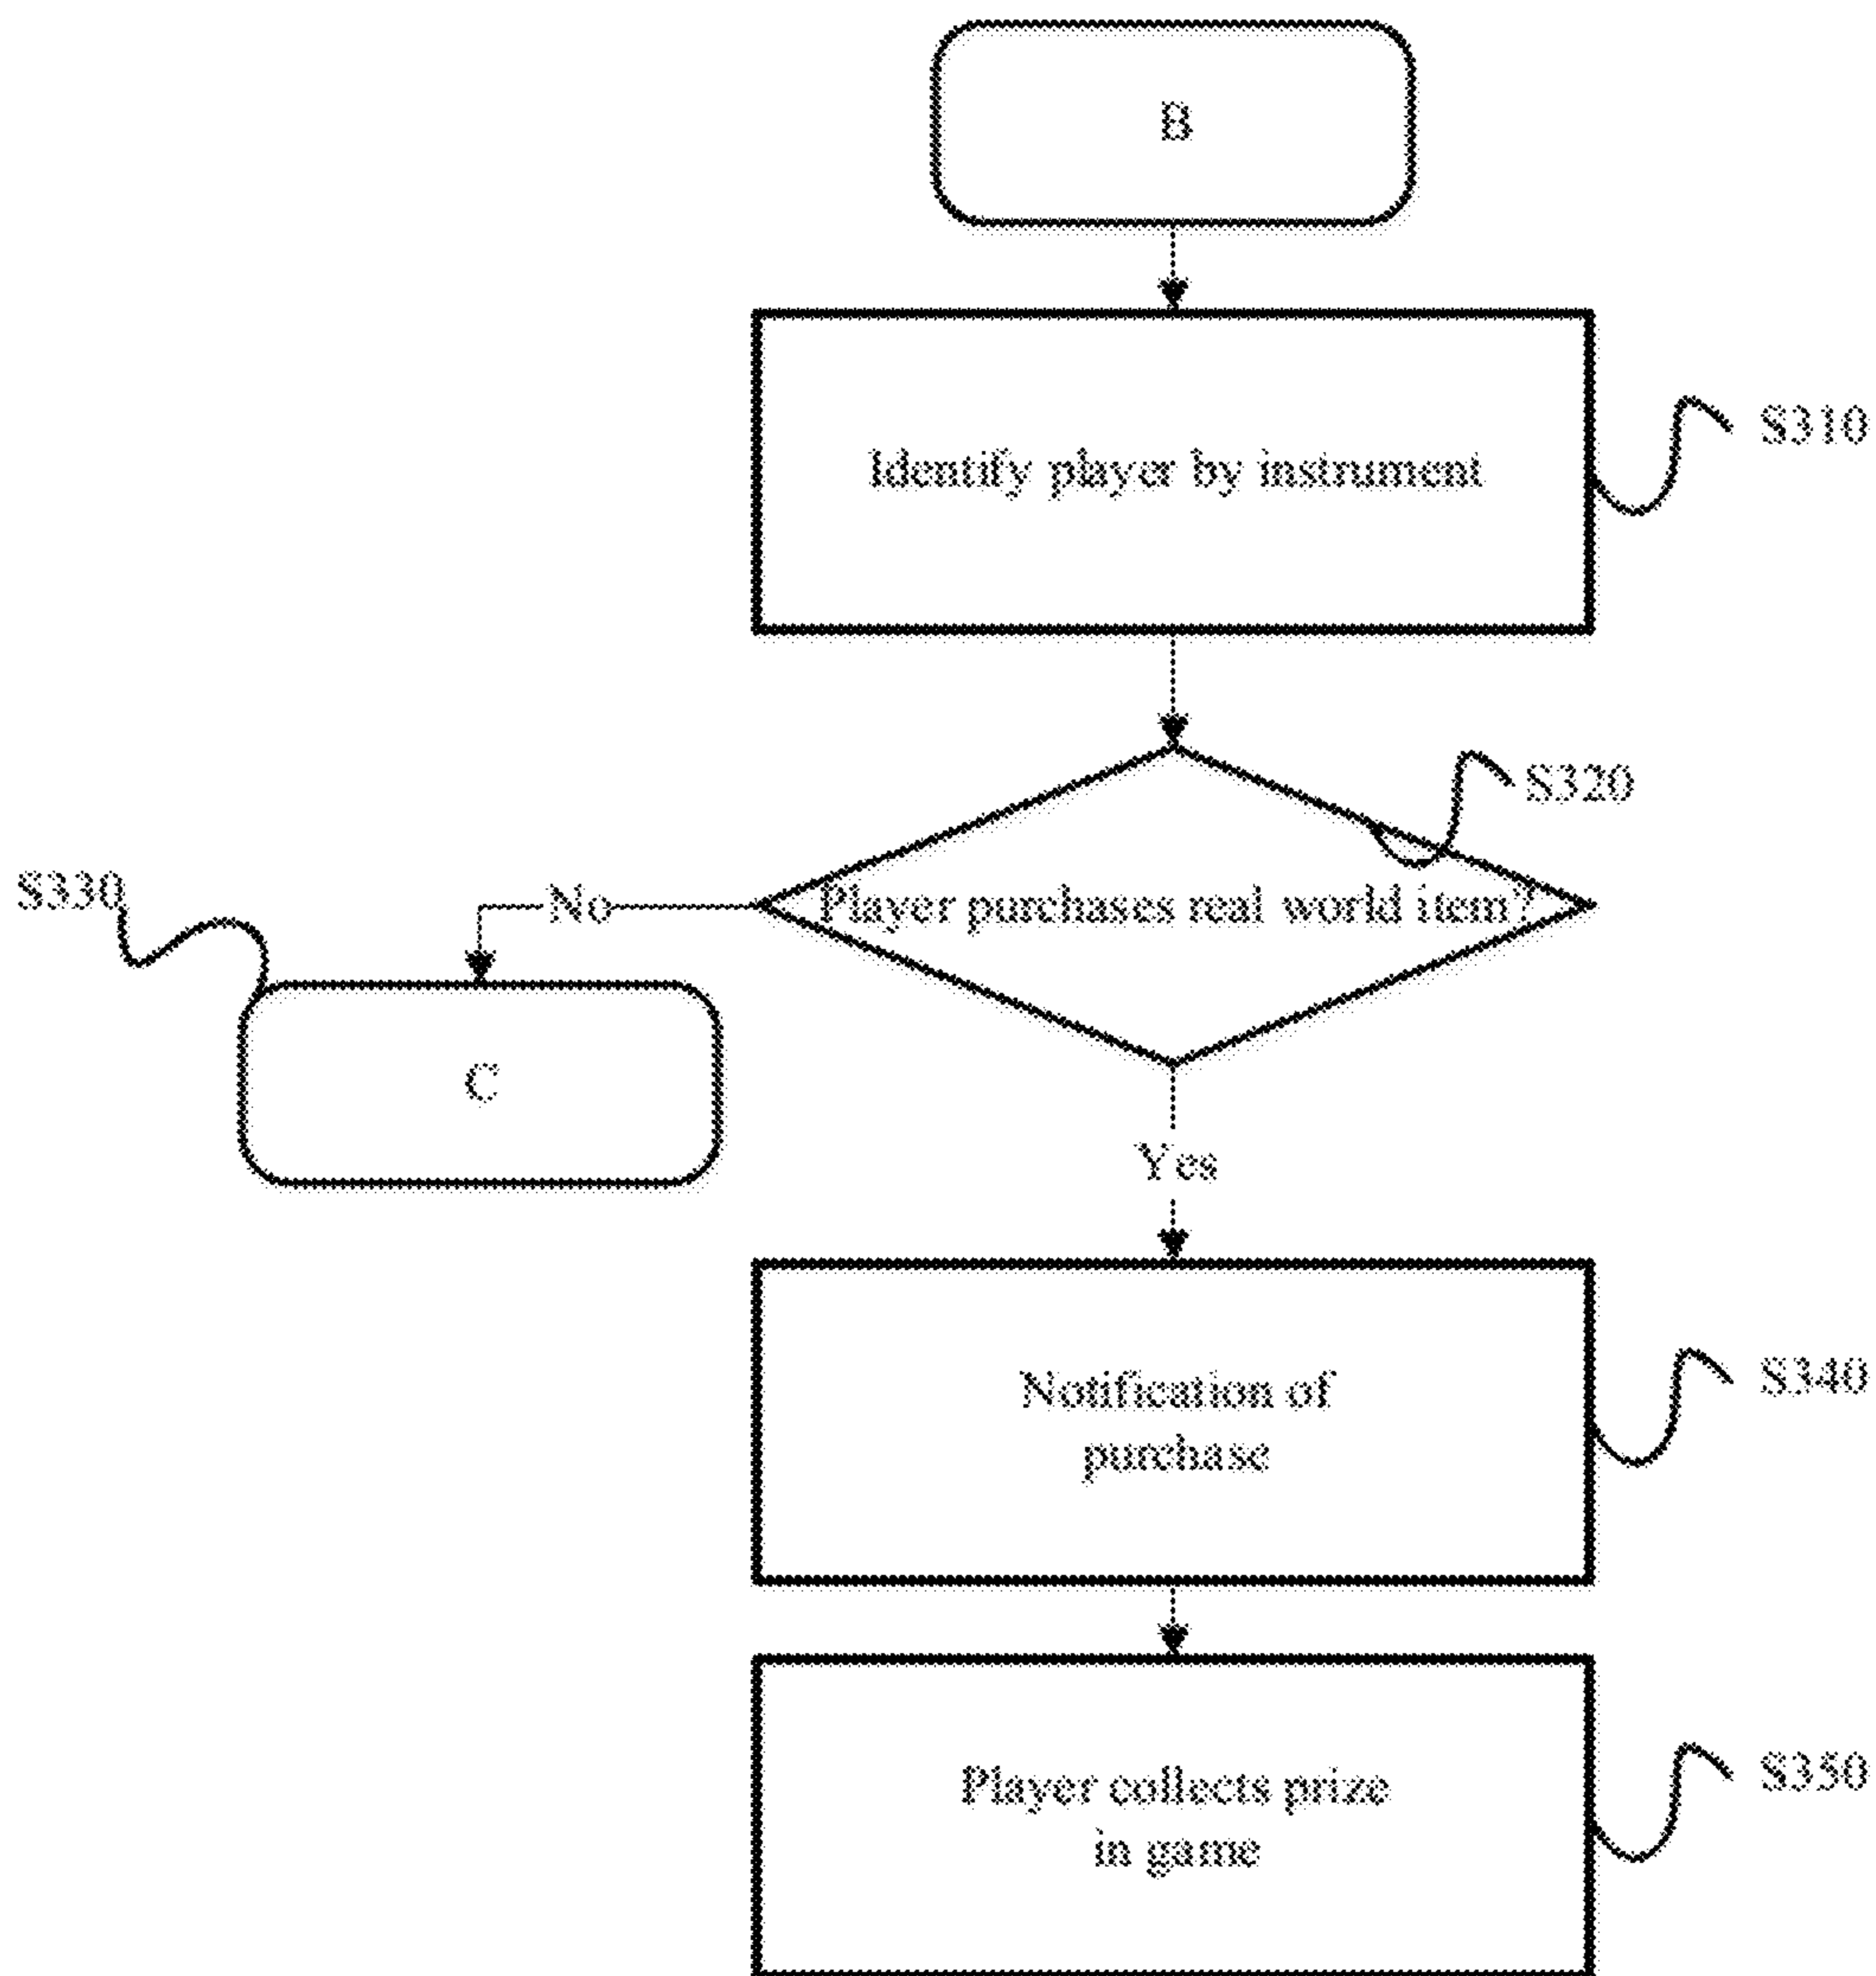 B
Identify player by instrument
S310
S320
Player purchases real world item?
No
S330
C
Yes
Notification of
purchase
S340
Player collects prize
in game
S350